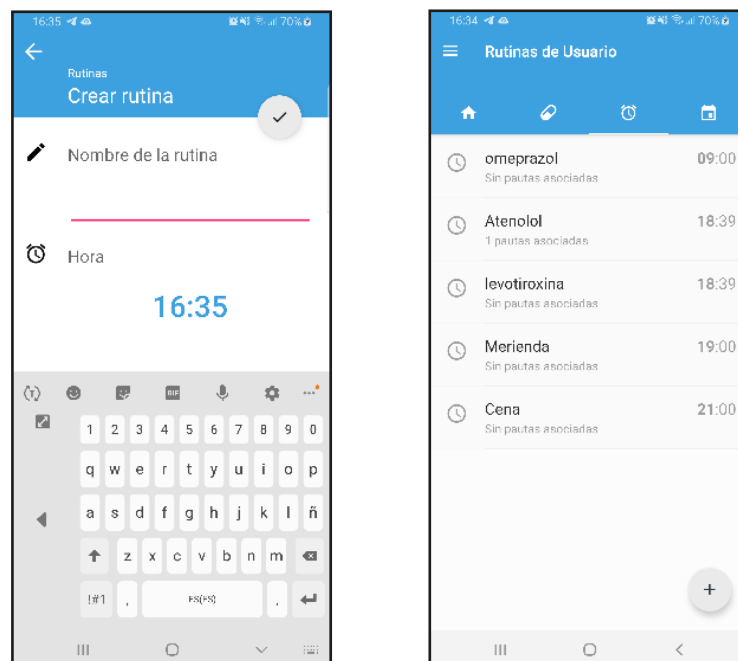 16:35
70%
Rutinas
Crear rutina
Nombre de la rutina
Hora
16:35
GIF
1 2 3 4 5 6 7 8 9 0
q w e r t y u i o p
a s d f g h j k l ñ
z x c v b n m
!#1 , ES(ES) .
16:34
70%
Rutinas de Usuario
omeprazol 09:00
Sin pautas asociadas
Atenolol 18:39
1 pautas asociadas
levotiroxina 18:39
Sin pautas asociadas
Merienda 19:00
Sin pautas asociadas
Cena 21:00
Sin pautas asociadas